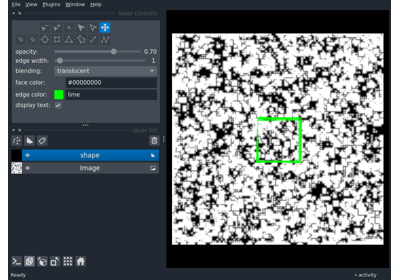 File View Plugins Window Help
layer controls
opacity: 0.70
edge width: 1
blending: translucent
face color: #00000000
edge color: lime
display text:
layer list
shape
Image
Ready
activity